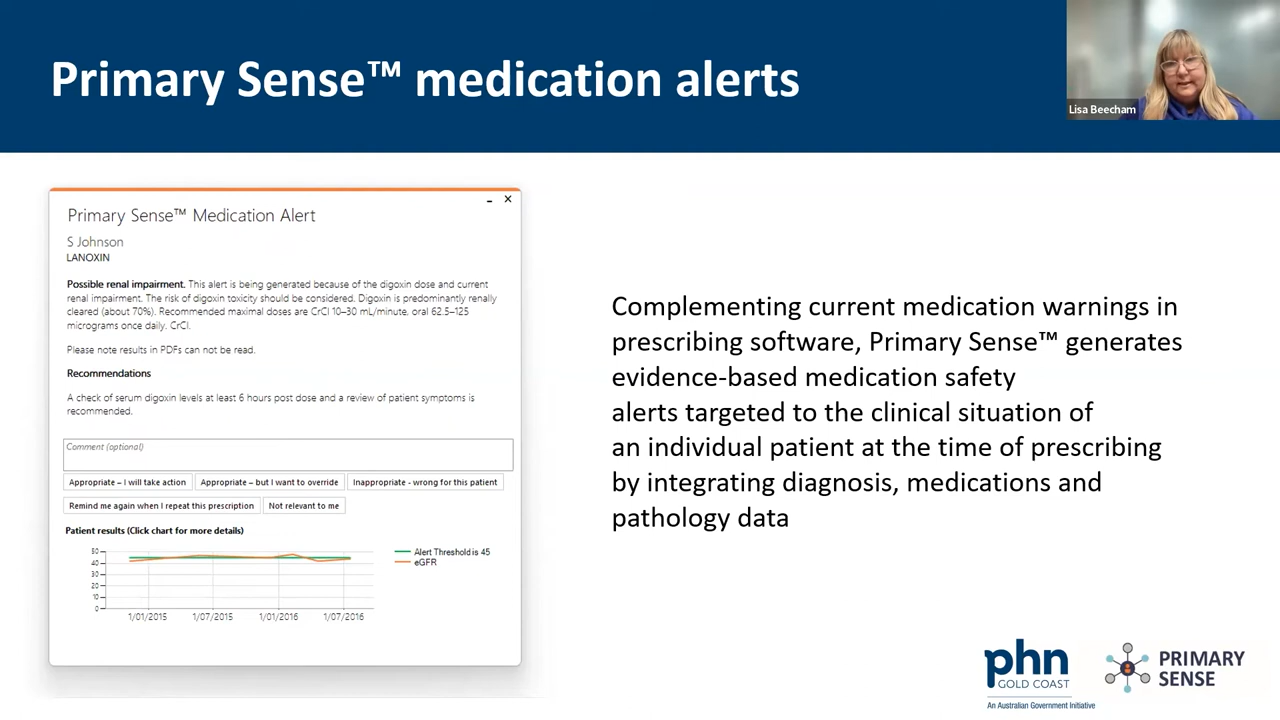 Primary Sense™ medication alerts
Lisa Beecham
Primary Sense™ Medication Alert
S Johnson
LANOXIN
Possible renal impairment. This alert is being generated because of the digoxin dose and current
renal impairment. The risk of digoxin toxicity should be considered. Digoxin is predominantly renally
cleared (about 70%). Recommended maximal doses are CrCl 10–30 mL/minute, oral 62.5–125
micrograms once daily. CrCl.
Please note results in PDFs can not be read.
Recommendations
A check of serum digoxin levels at least 6 hours post dose and a review of patient symptoms is
recommended.
Comment (optional)
Appropriate – I will take action
Appropriate – but I want to override
Inappropriate - wrong for this patient
Remind me again when I repeat this prescription
Not relevant to me
Patient results (Click chart for more details)
50
40
30
20
10
0
1/01/2015
1/07/2015
1/01/2016
1/07/2016
Alert Threshold is 45
eGFR
Complementing current medication warnings in
prescribing software, Primary Sense™ generates
evidence-based medication safety
alerts targeted to the clinical situation of
an individual patient at the time of prescribing
by integrating diagnosis, medications and
pathology data
phn
GOLD COAST
An Australian Government Initiative
PRIMARY
SENSE